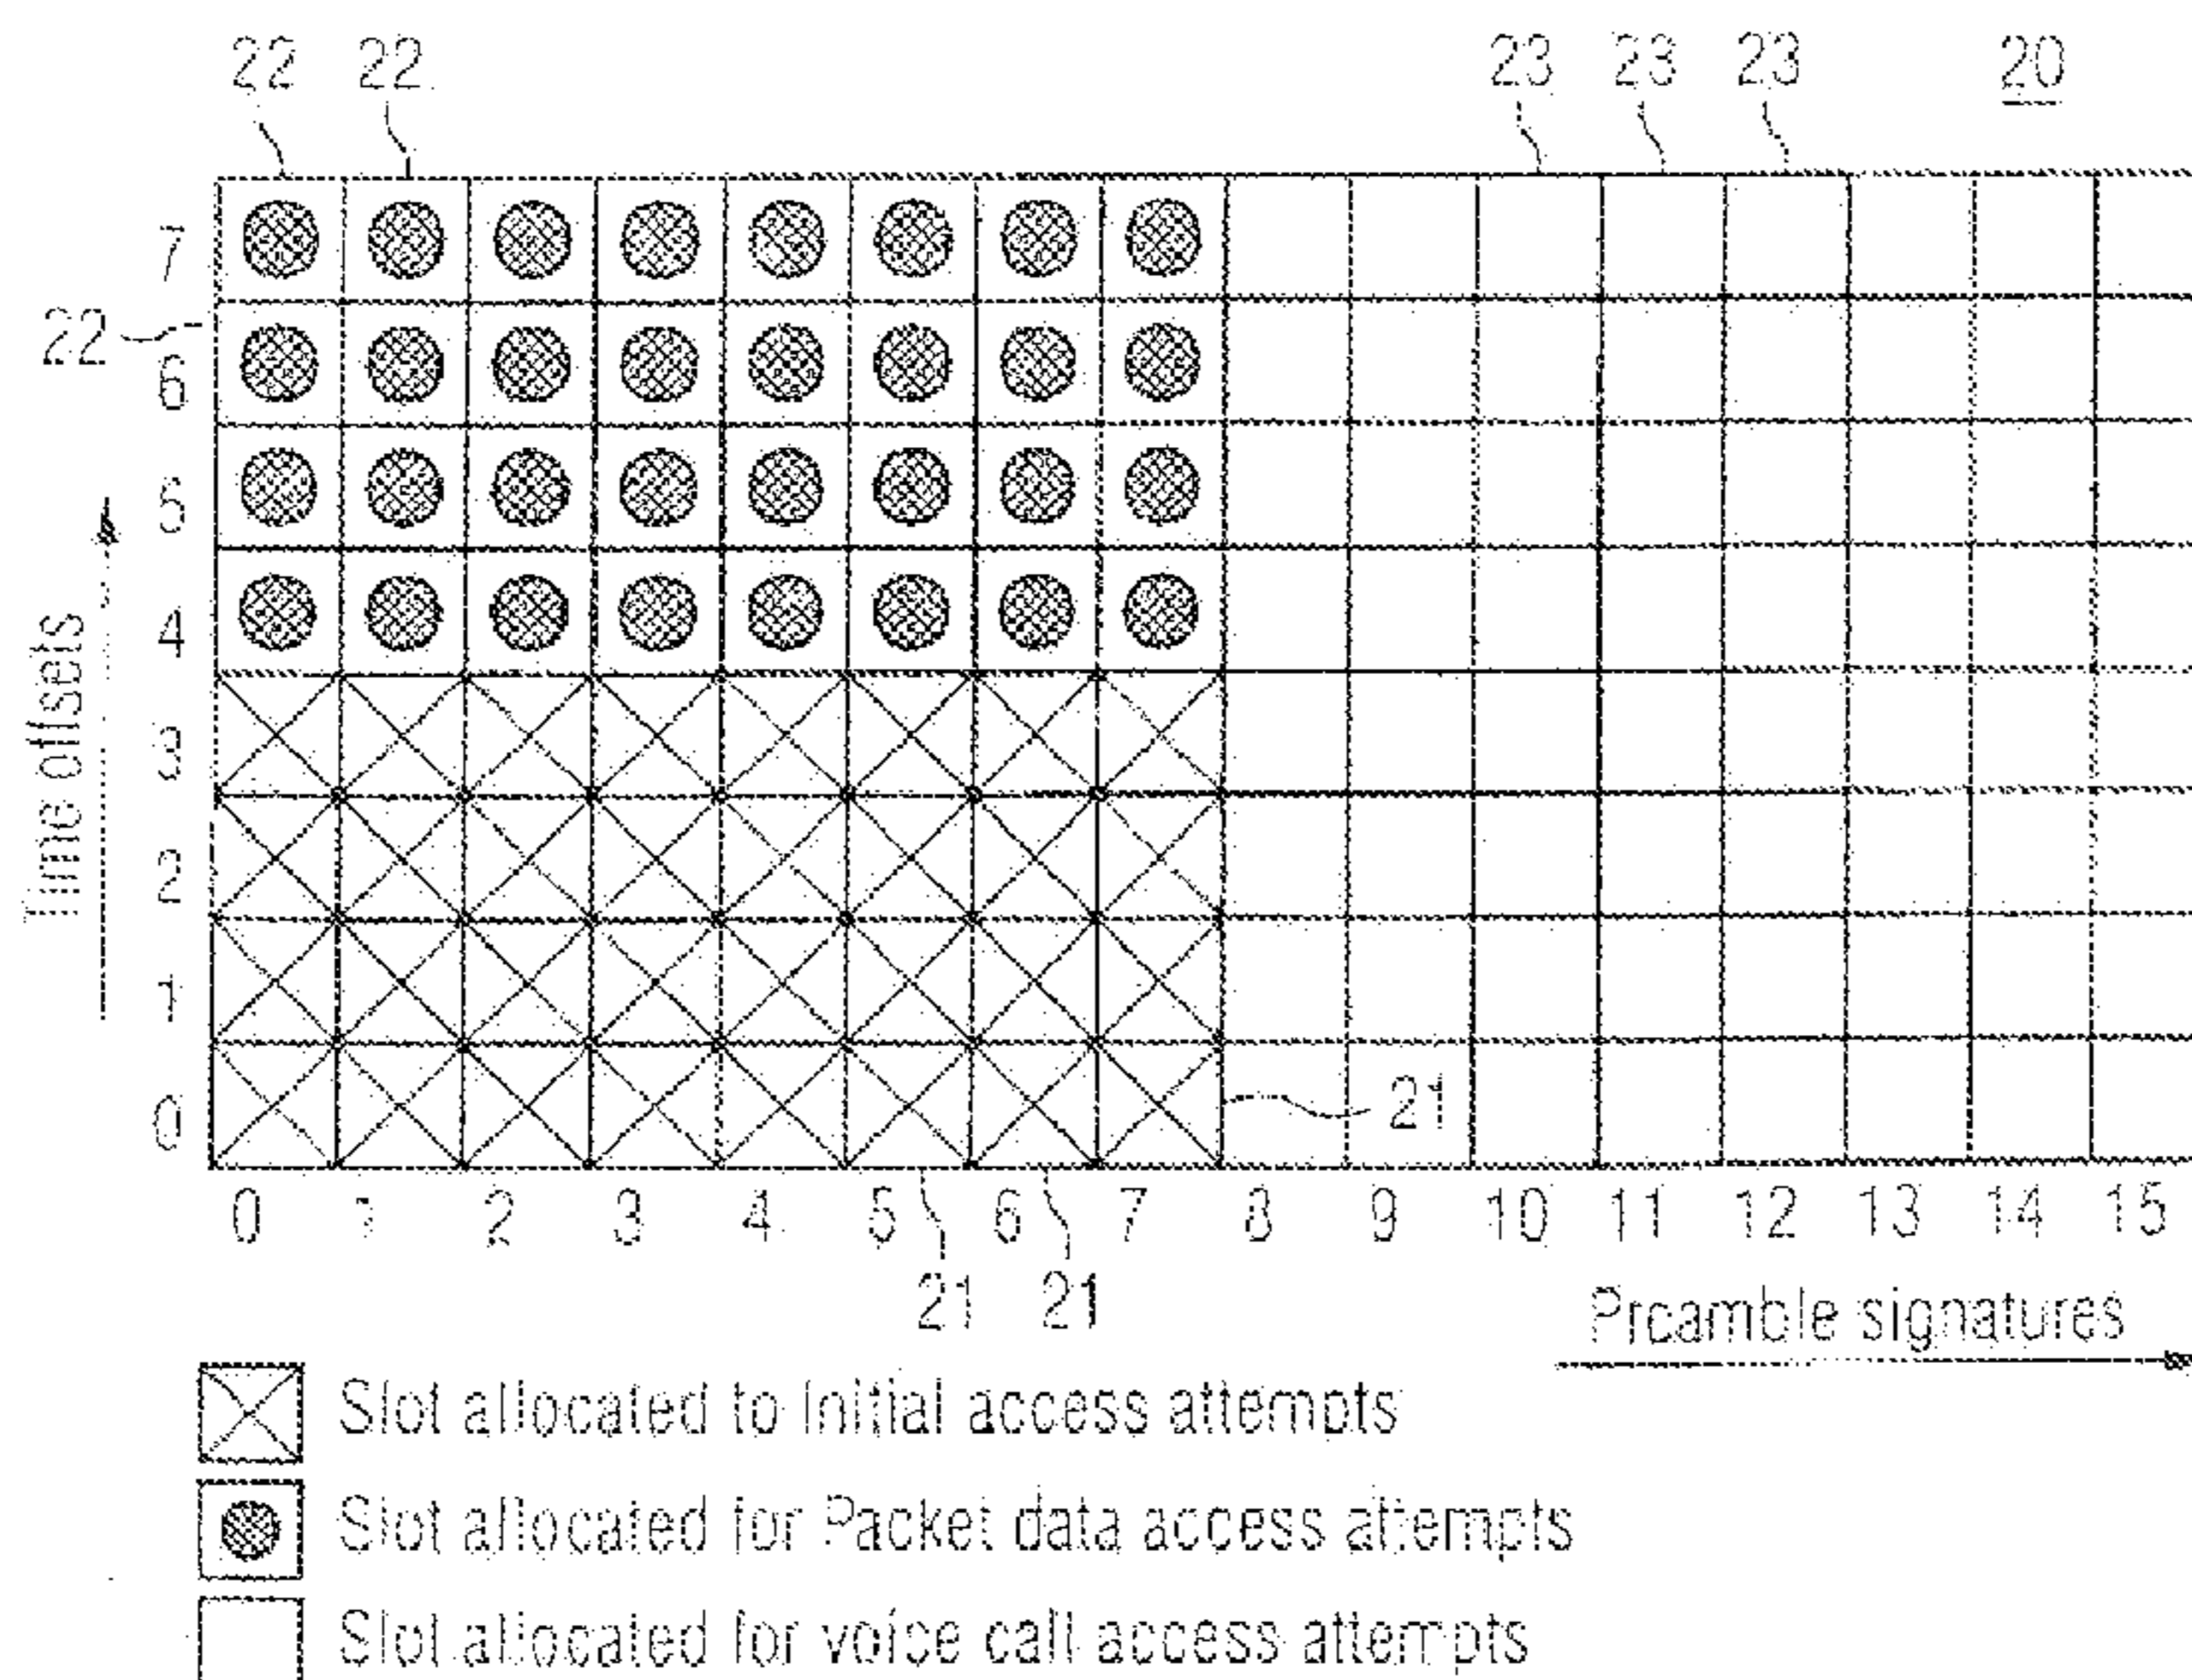 22 22 23 23 23 20
7
22
6
5
4
3
2
1
0
Time offsets
21
0 1 2 3 4 5 6 7 8 9 10 11 12 13 14 15
21 21
Preamble signatures
Slot allocated to Initial access attempts
Slot allocated for Packet data access attempts
Slot allocated for voice call access attempts